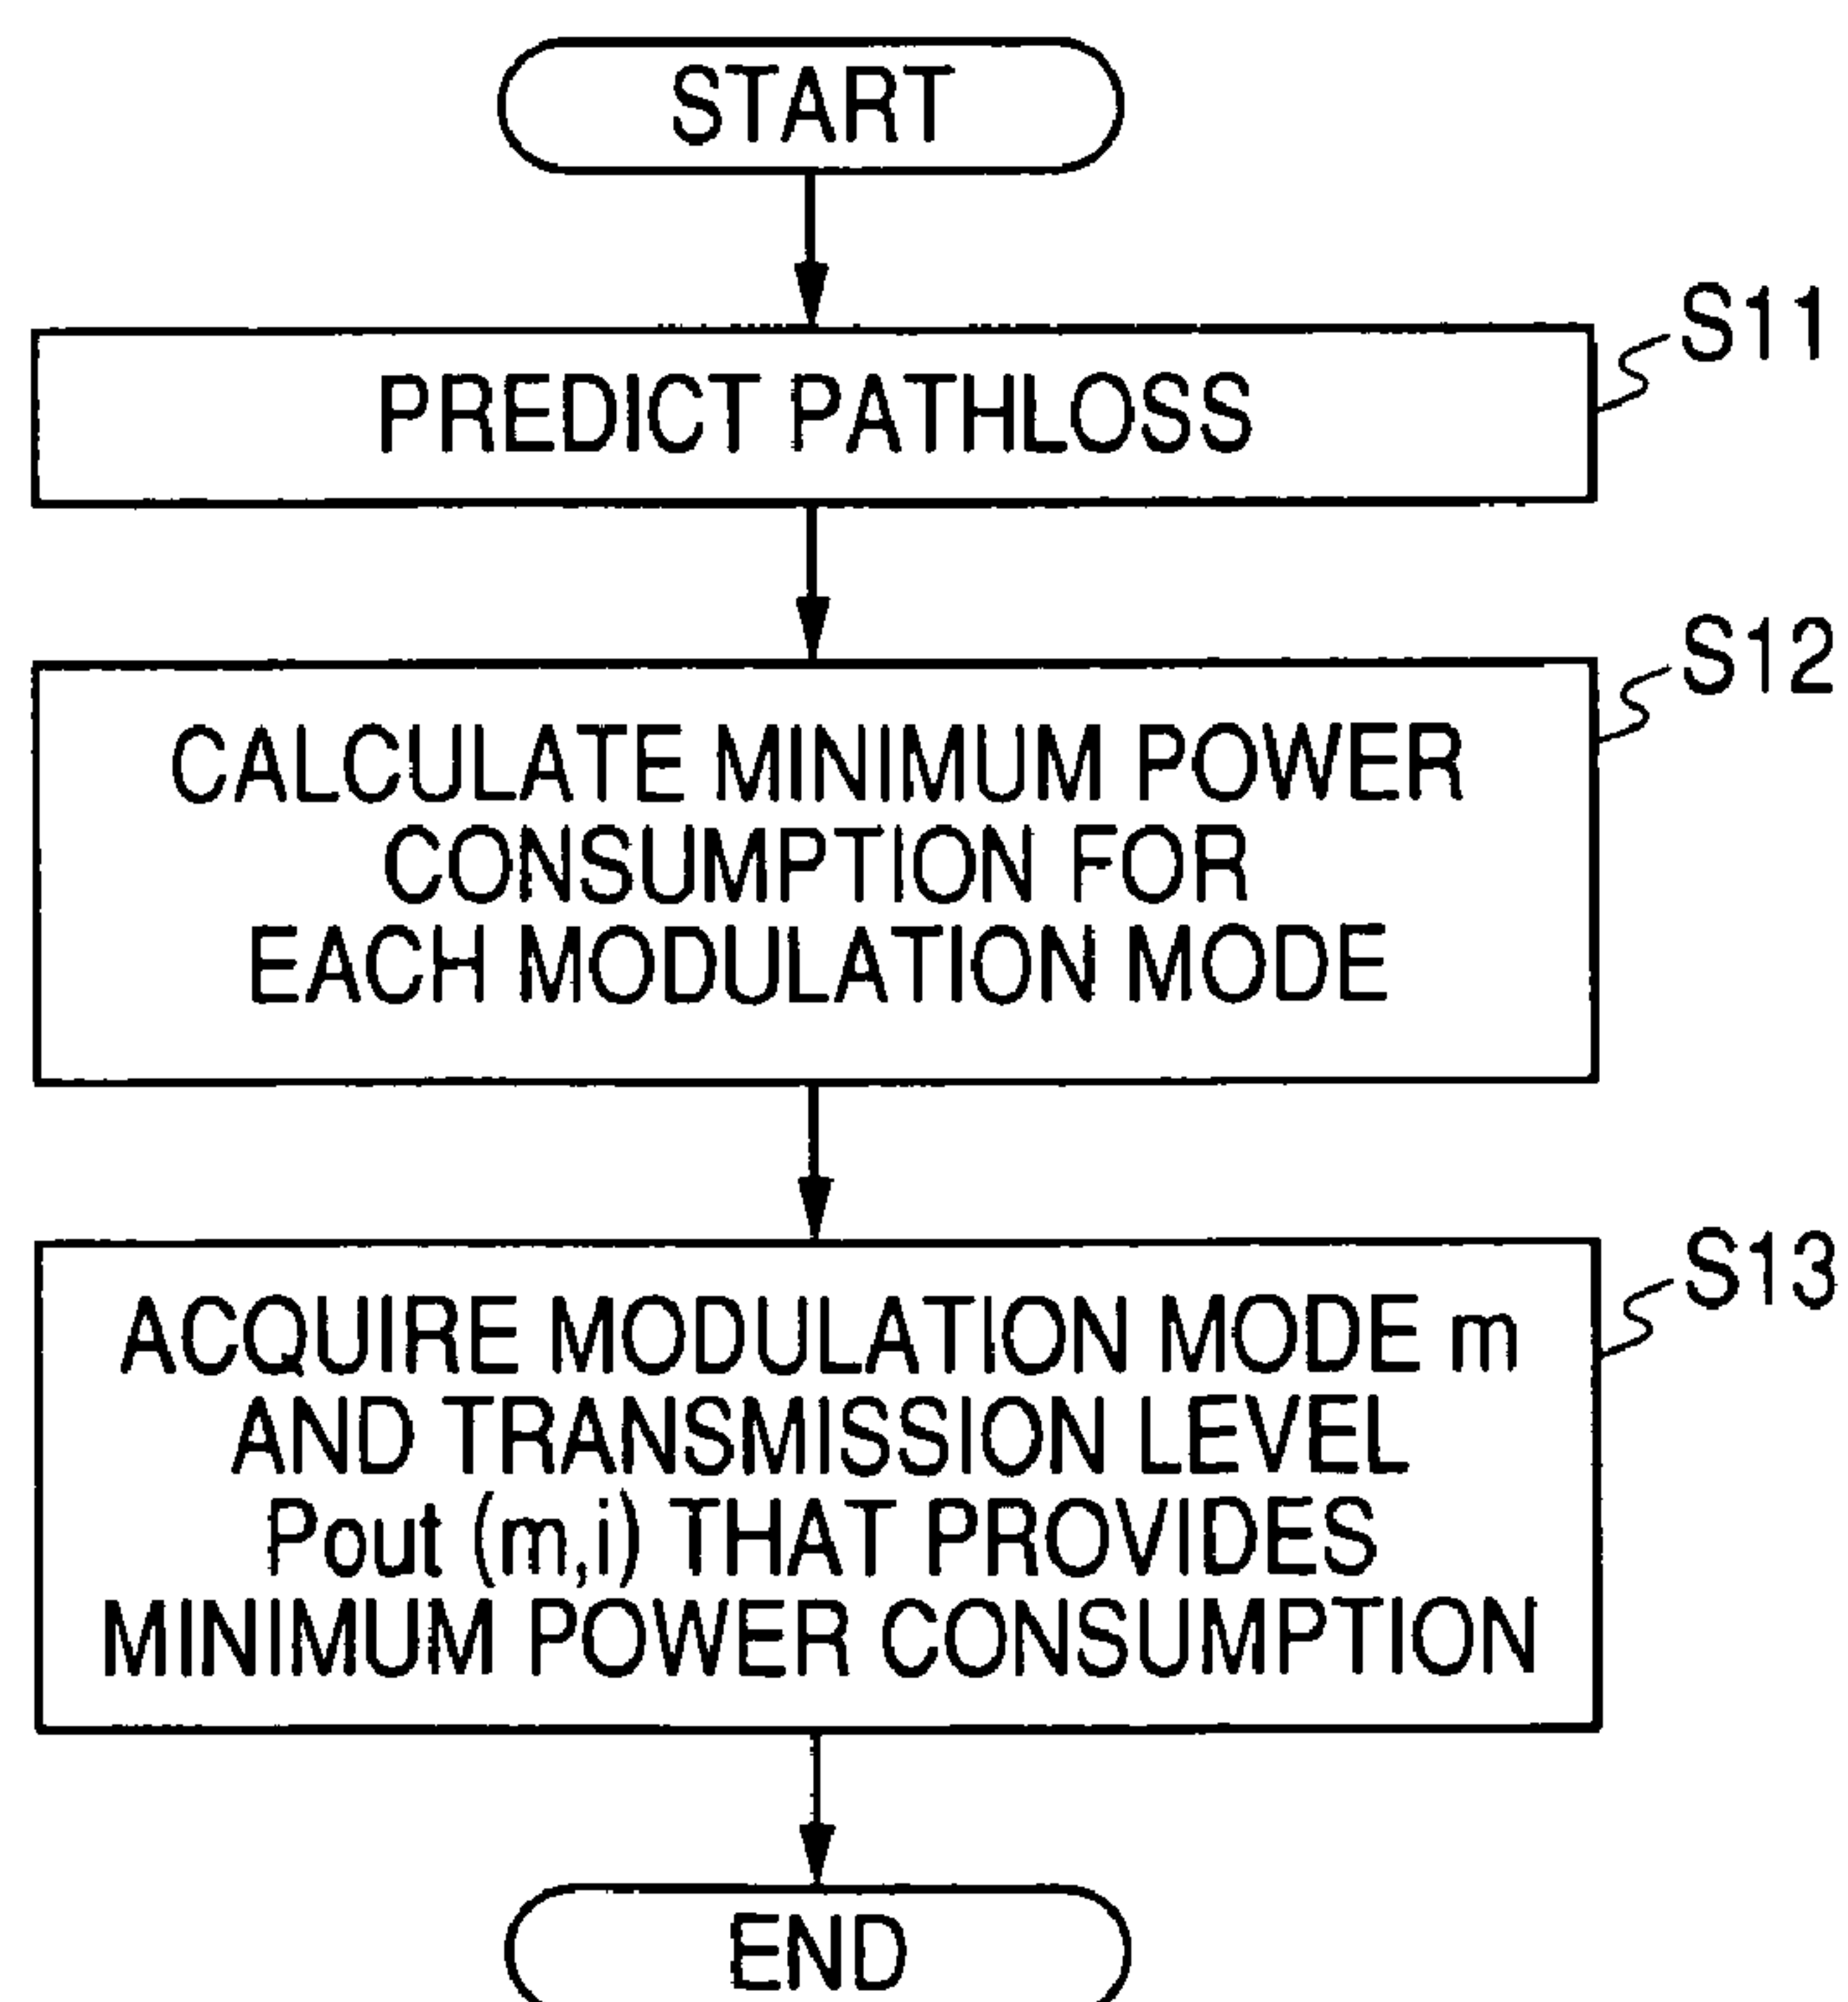 START
S11
PREDICT PATHLOSS
S12
CALCULATE MINIMUM POWER
CONSUMPTION FOR
EACH MODULATION MODE
S13
ACQUIRE MODULATION MODE m
AND TRANSMISSION LEVEL
Pout (m,i) THAT PROVIDES
MINIMUM POWER CONSUMPTION
END